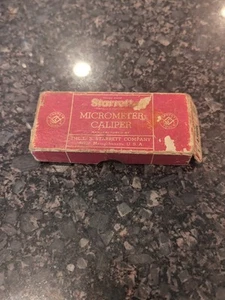 Starrett
MICROMETER
CALIPER
THE L. S. STARRETT COMPANY
U.S.A.